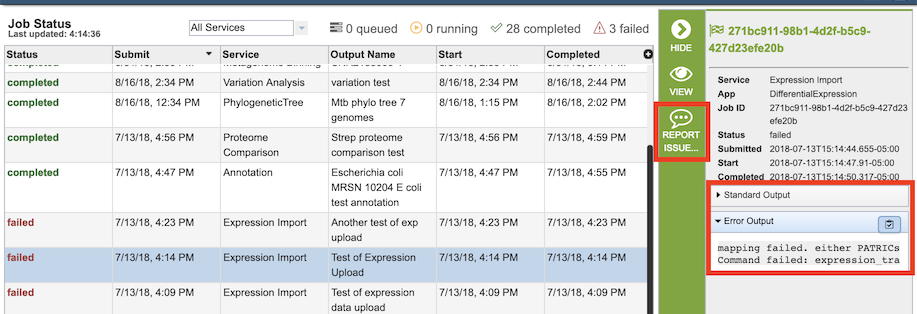 Job Status
Last updated: 4:14:36
All Services
0 queued
0 running
28 completed
3 failed
Status Submit Service Output Name Start Completed
completed 8/16/18, 2:34 PM Variation Analysis variation test 8/16/18, 2:34 PM 8/16/18, 2:44 PM
completed 8/16/18, 12:34 PM PhylogeneticTree Mtb phylo tree 7 8/16/18, 1:15 PM 8/16/18, 2:02 PM
genomes
completed 7/13/18, 4:56 PM Proteome Strep proteome 7/13/18, 4:56 PM 7/13/18, 4:59 PM
Comparison comparison test
completed 7/13/18, 4:47 PM Annotation Escherichia coli 7/13/18, 4:47 PM 7/13/18, 4:55 PM
MRSN 10204 E coli
test annotation
failed 7/13/18, 4:23 PM Expression Import Another test of exp 7/13/18, 4:23 PM 7/13/18, 4:23 PM
upload
failed 7/13/18, 4:14 PM Expression Import Test of Expression 7/13/18, 4:14 PM 7/13/18, 4:14 PM
Upload
failed 7/13/18, 4:09 PM Expression Import Test of expression 7/13/18, 4:09 PM 7/13/18, 4:09 PM
data upload
HIDE
VIEW
REPORT
ISSUE...
271bc911-98b1-4d2f-b5c9-
427d23efe20b
Service Expression Import
App DifferentialExpression
Job ID 271bc911-98b1-4d2f-b5c9-427d23
efe20b
Status failed
Submitted 2018-07-13T15:14:44.655-05:00
Start 2018-07-13T15:14:47.91-05:00
Completed 2018-07-13T15:14:50.317-05:00
Standard Output
Error Output
mapping failed. either PATRICs
Command failed: expression_tra